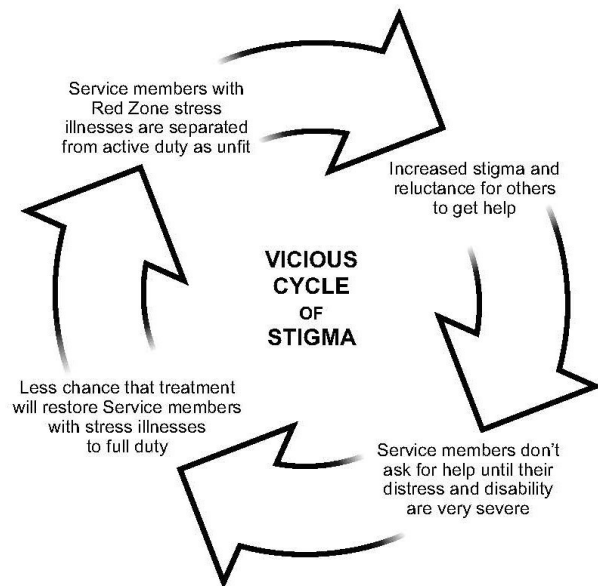 Service members with
Red Zone stress
illnesses are separated
from active duty as unfit
Increased stigma and
reluctance for others
to get help
VICIOUS
CYCLE
OF
STIGMA
Service members don't
ask for help until their
distress and disability
are very severe
Less chance that treatment
will restore Service members
with stress illnesses
to full duty